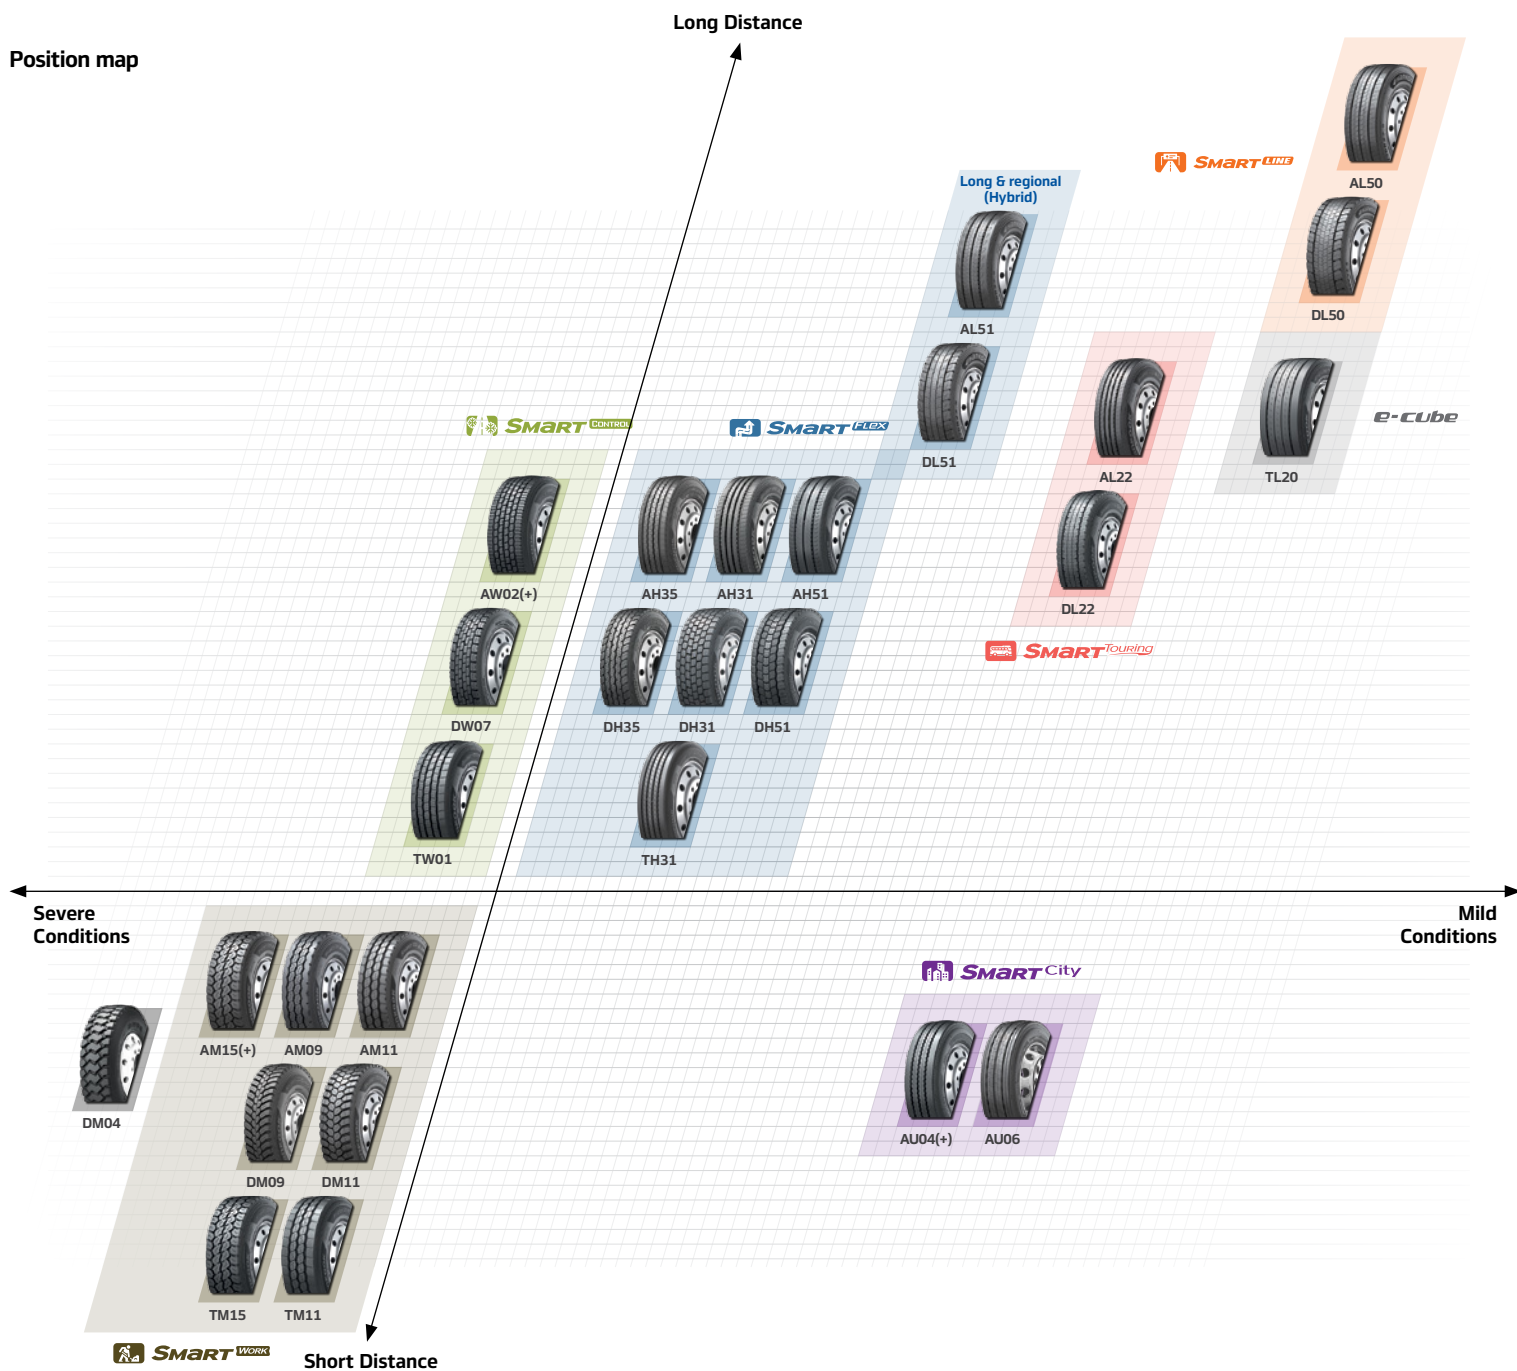 Long Distance
Position map
SMART LINE
AL50
Long & regional
(Hybrid)
DL50
AL51
e-cube
SMART CONTROL
SMART FLEX
DL51
AL22
TL20
AW02(+)
AH35
AH31
AH51
DL22
SMART Touring
DW07
DH35
DH31
DH51
TW01
TH31
Severe
Conditions
Mild
Conditions
SMART City
AM15(+)
AM09
AM11
DM04
AU04(+)
AU06
DM09
DM11
TM15
TM11
SMART WORK
Short Distance